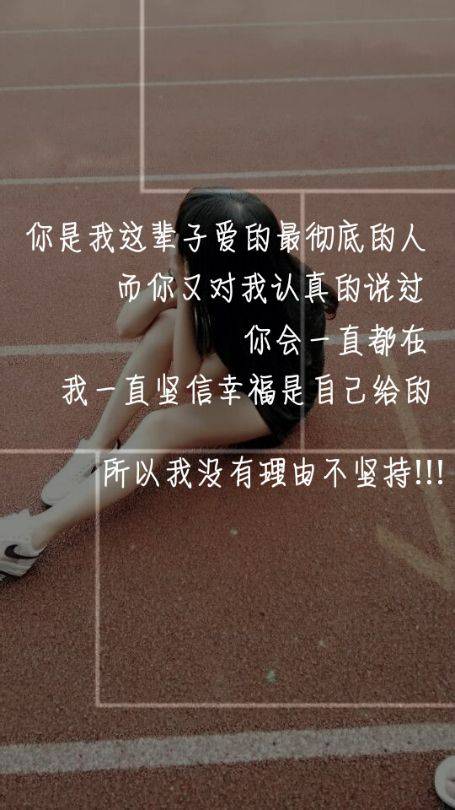 你是我这辈子爱的最彻底的人
而你又对我认真的说过
你会一直都在
我一直坚信幸福是自己给的
所以我没有理由不坚持!!!